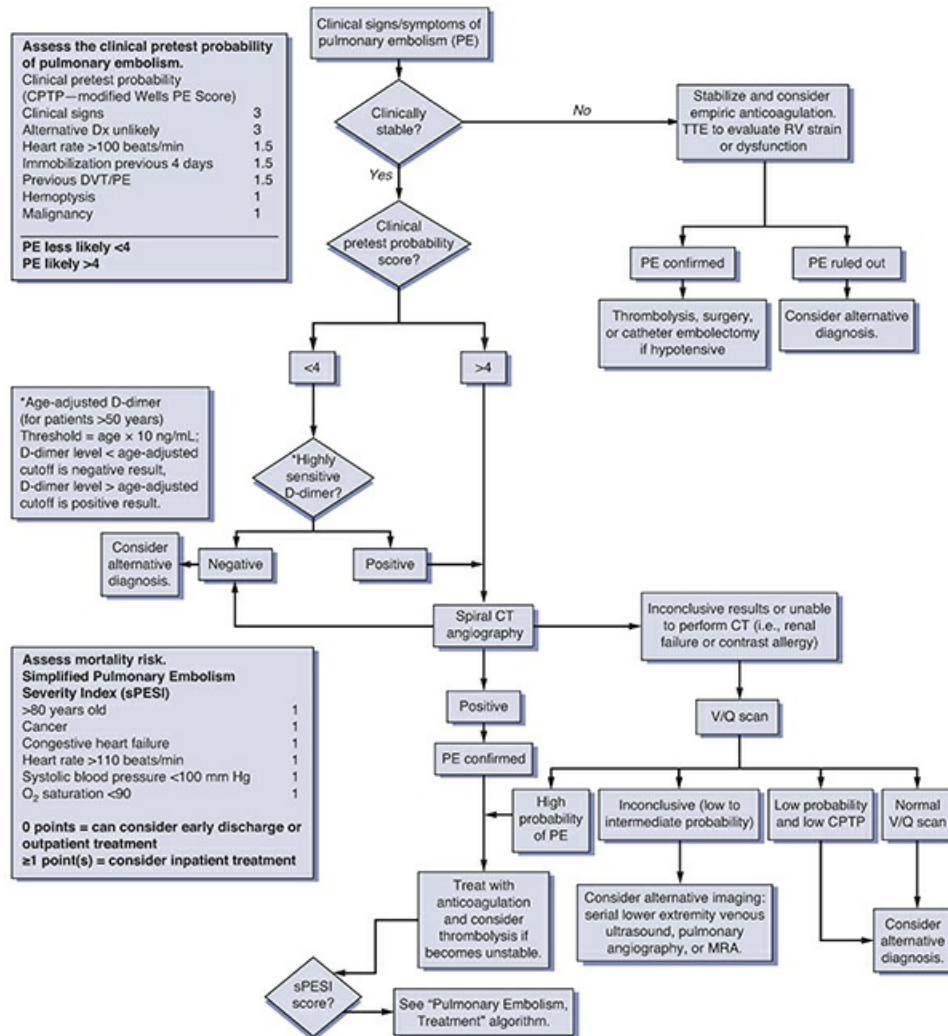 Clinical signs/symptoms of
pulmonary embolism (PE)
Assess the clinical pretest probability
of pulmonary embolism.
Clinical pretest probability
(CPTP—modified Wells PE Score)
Clinical signs 3
Alternative Dx unlikely 3
Heart rate >100 beats/min 1.5
Immobilization previous 4 days 1.5
Previous DVT/PE 1.5
Hemoptysis 1
Malignancy 1
PE less likely <4
PE likely >4
Clinically
stable?
No
Stabilize and consider
empiric anticoagulation.
TTE to evaluate RV strain
or dysfunction
Yes
Clinical
pretest probability
score?
PE confirmed
PE ruled out
Thrombolysis, surgery,
or catheter embolectomy
if hypotensive
Consider alternative
diagnosis.
<4
>4
*Age-adjusted D-dimer
(for patients >50 years)
Threshold = age × 10 ng/mL;
D-dimer level < age-adjusted
cutoff is negative result,
D-dimer level > age-adjusted
cutoff is positive result.
*Highly
sensitive
D-dimer?
Consider
alternative
diagnosis.
Negative
Positive
Spiral CT
angiography
Inconclusive results or unable
to perform CT (i.e., renal
failure or contrast allergy)
Assess mortality risk.
Simplified Pulmonary Embolism
Severity Index (sPESI)
>80 years old 1
Cancer 1
Congestive heart failure 1
Heart rate >110 beats/min 1
Systolic blood pressure <100 mm Hg 1
O2 saturation <90 1
0 points = can consider early discharge or
outpatient treatment
≥1 point(s) = consider inpatient treatment
Positive
V/Q scan
PE confirmed
High
probability
of PE
Inconclusive (low to
intermediate probability)
Low probability
and low CPTP
Normal
V/Q scan
Treat with
anticoagulation
and consider
thrombolysis if
becomes unstable.
Consider alternative imaging:
serial lower extremity venous
ultrasound, pulmonary
angiography, or MRA.
Consider
alternative
diagnosis.
sPESI
score?
See "Pulmonary Embolism,
Treatment" algorithm.